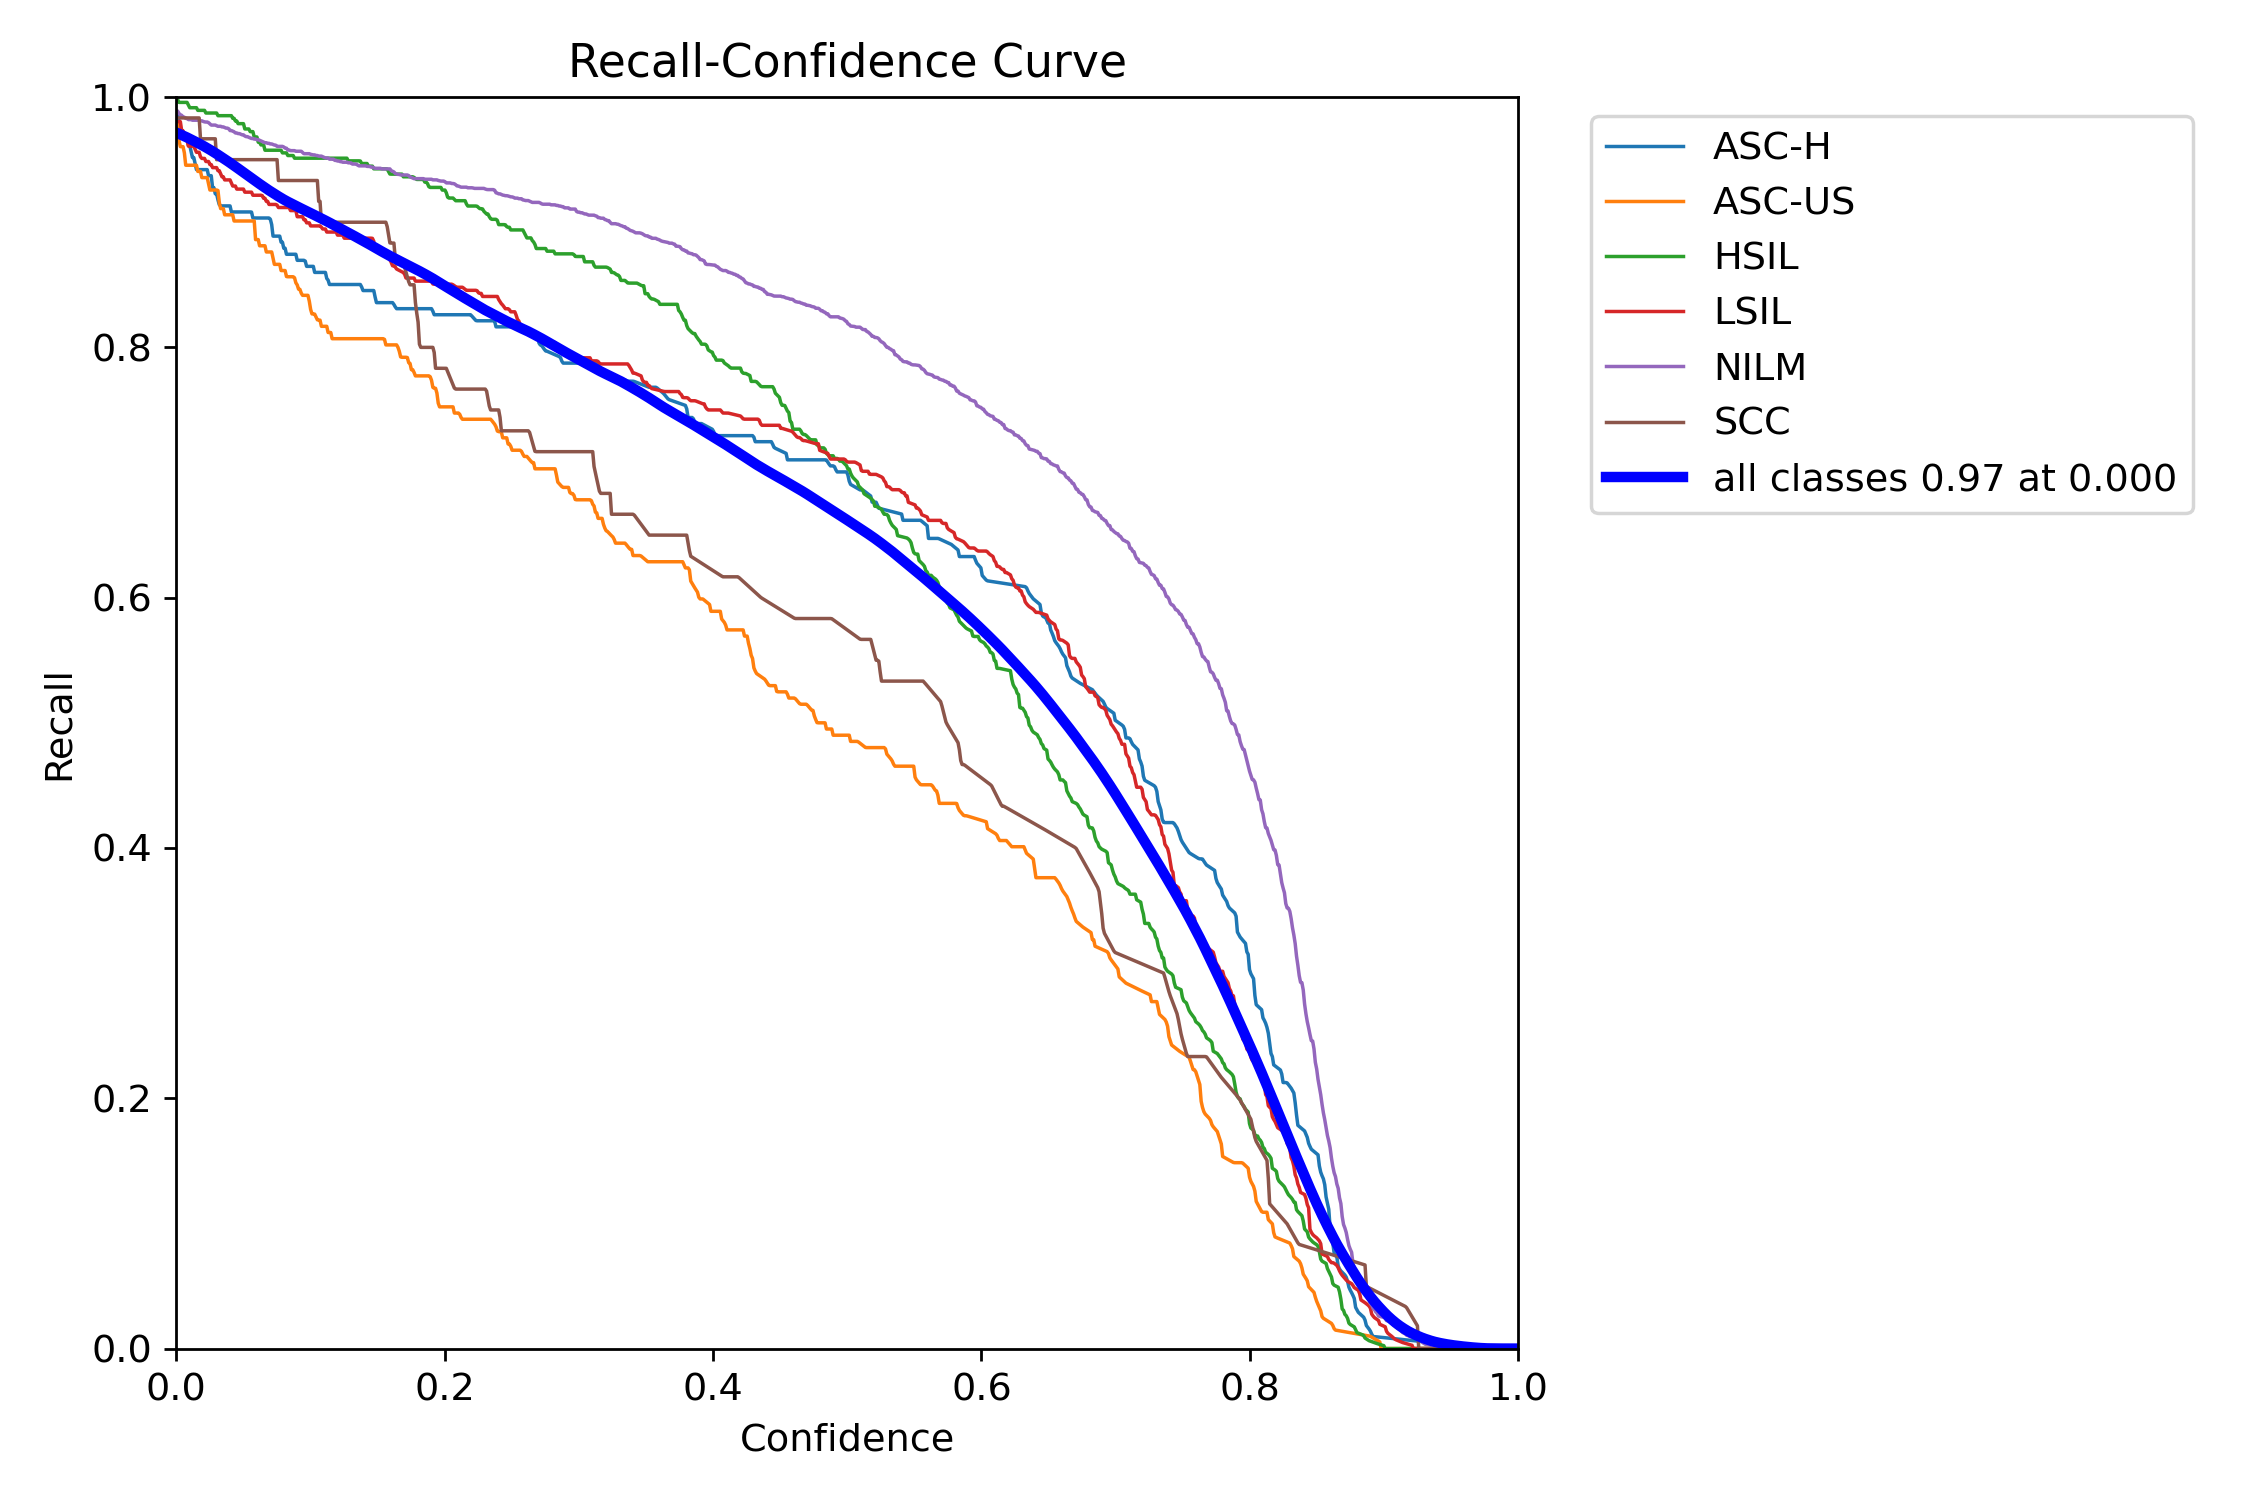 Recall-Confidence Curve
1.0
0.8
0.6
0.4
0.2
0.0
Recall
0.0 0.2 0.4 0.6 0.8 1.0
Confidence
ASC-H
ASC-US
HSIL
LSIL
NILM
SCC
all classes 0.97 at 0.000